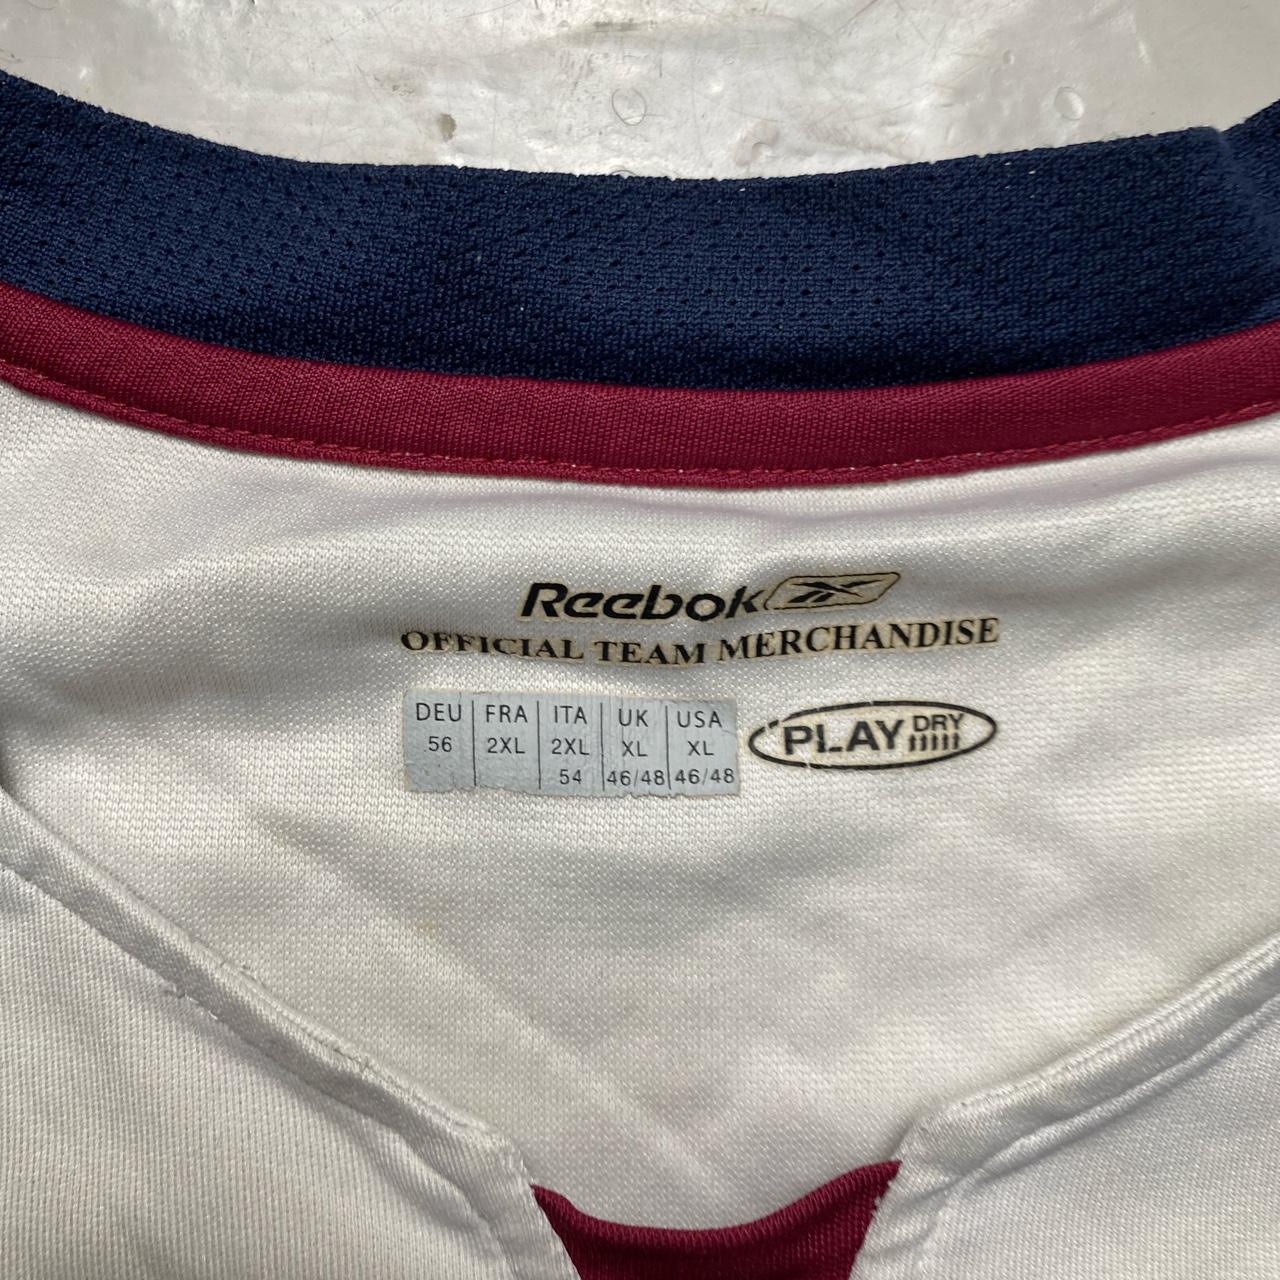 Reebok
OFFICIAL TEAM MERCHANDISE
DEU FRA ITA UK USA
56 2XL 2XL XL XL
54 46/48 46/48
PLAY DRY